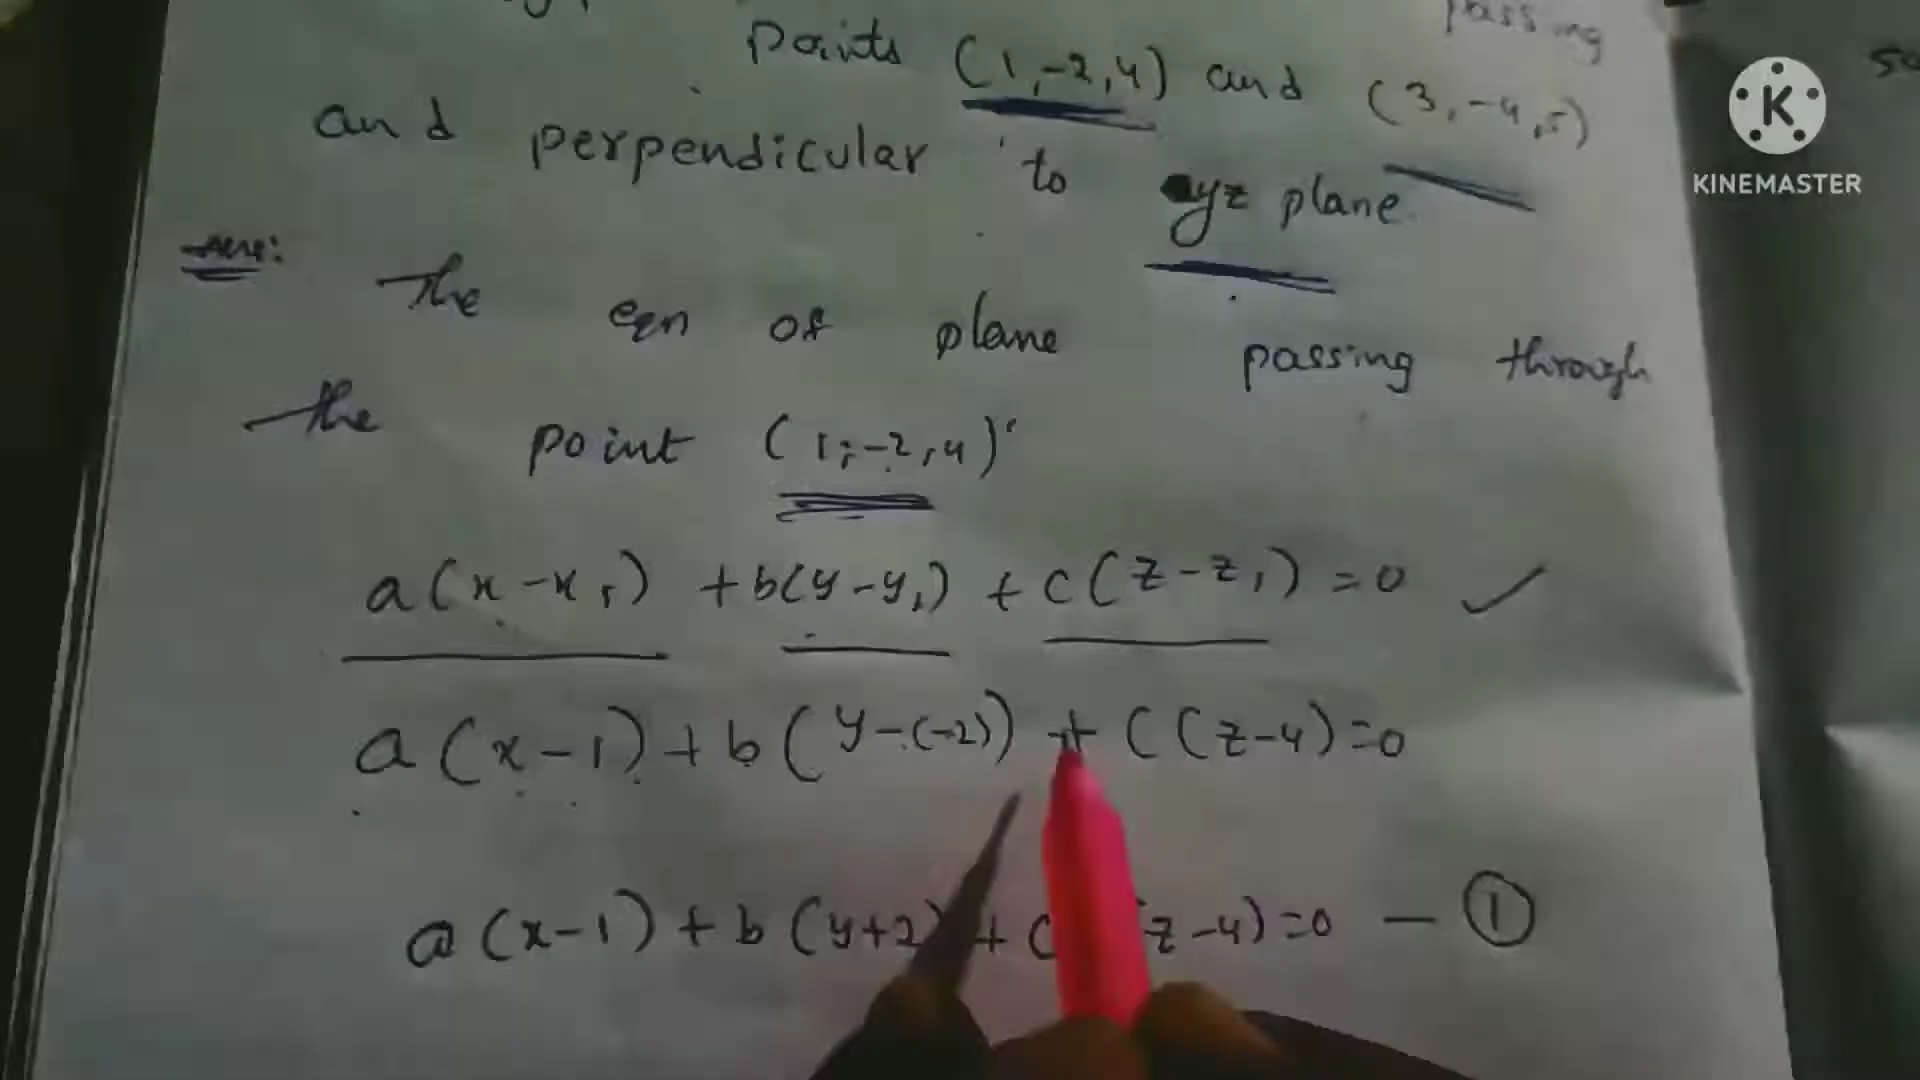 passing
points (1,-2,4) and (3,-4,5)
and perpendicular to yz plane.
Ans:
The eqn of plane passing through
the point (1,-2,4)
a(x-x₁) +b(y-y₁) + c(z-z₁) =0 ✓
a(x-1)+b(y-(-2)) + c(z-4)=0
a(x-1)+b(y+2)+c z-4)=0 — ①
K
KINEMASTER